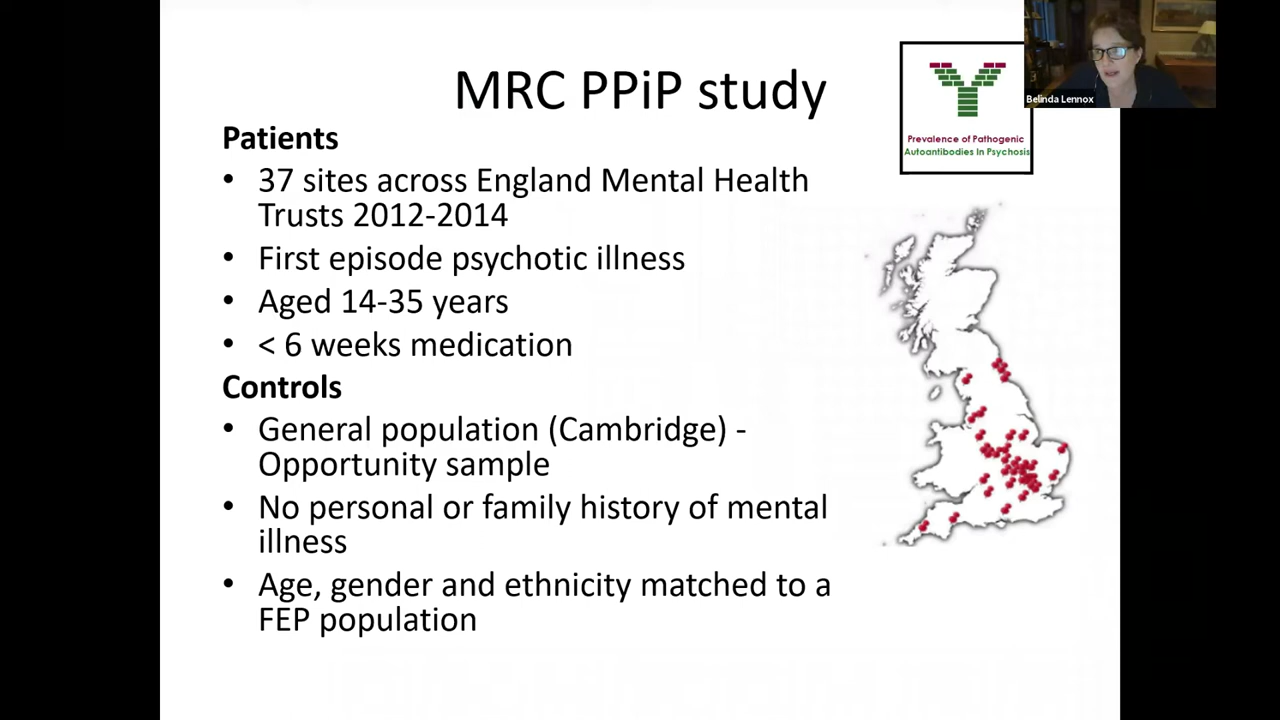 MRC PPiP study
Prevalence of Pathogenic
Autoantibodies In Psychosis
Belinda Lennox
Patients
• 37 sites across England Mental Health
Trusts 2012-2014
• First episode psychotic illness
• Aged 14-35 years
• < 6 weeks medication
Controls
• General population (Cambridge) -
Opportunity sample
• No personal or family history of mental
illness
• Age, gender and ethnicity matched to a
FEP population